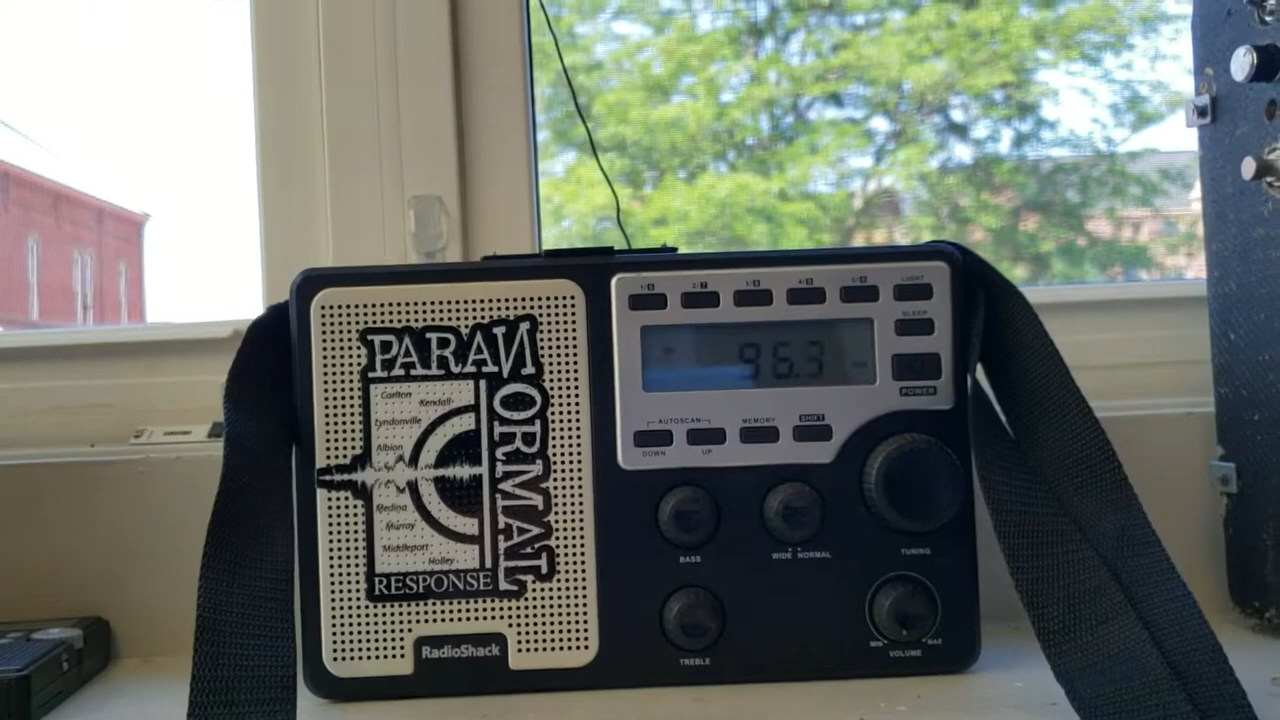 PARANORMAL
Carlton
Kendall
Lyndonville
Albion
Medina
Murray
Middleport
Holley
RESPONSE
RadioShack
1/6 2/7 3/8 4/9 5/0 LIGHT
SLEEP
96.3
POWER
AUTOSCAN MEMORY SHIFT
DOWN UP
BASS WIDE NORMAL TUNING
TREBLE MIN VOLUME MAX